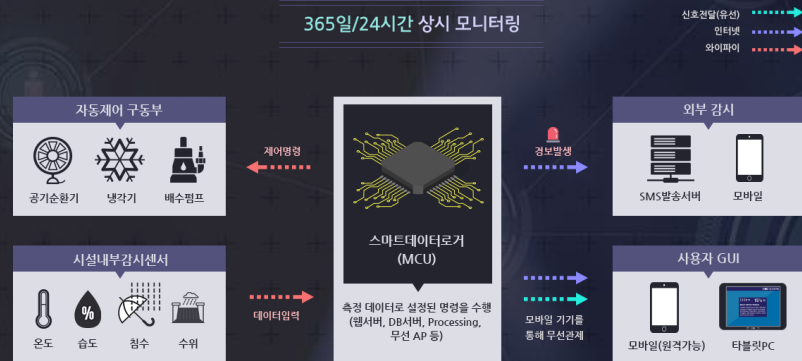 365일/24시간 상시 모니터링
신호전달(유선)
인터넷
와이파이
자동제어 구동부
공기순환기
냉각기
배수펌프
제어명령
스마트데이터로거
(MCU)
측정 데이터로 설정된 명령을 수행
(웹서버, DB서버, Processing,
무선 AP 등)
경보발생
외부 감시
SMS발송서버
모바일
시설내부감시센서
%
온도
습도
침수
수위
데이터입력
모바일 기기를
통해 무선관제
사용자 GUI
모바일(원격가능)
타블릿PC